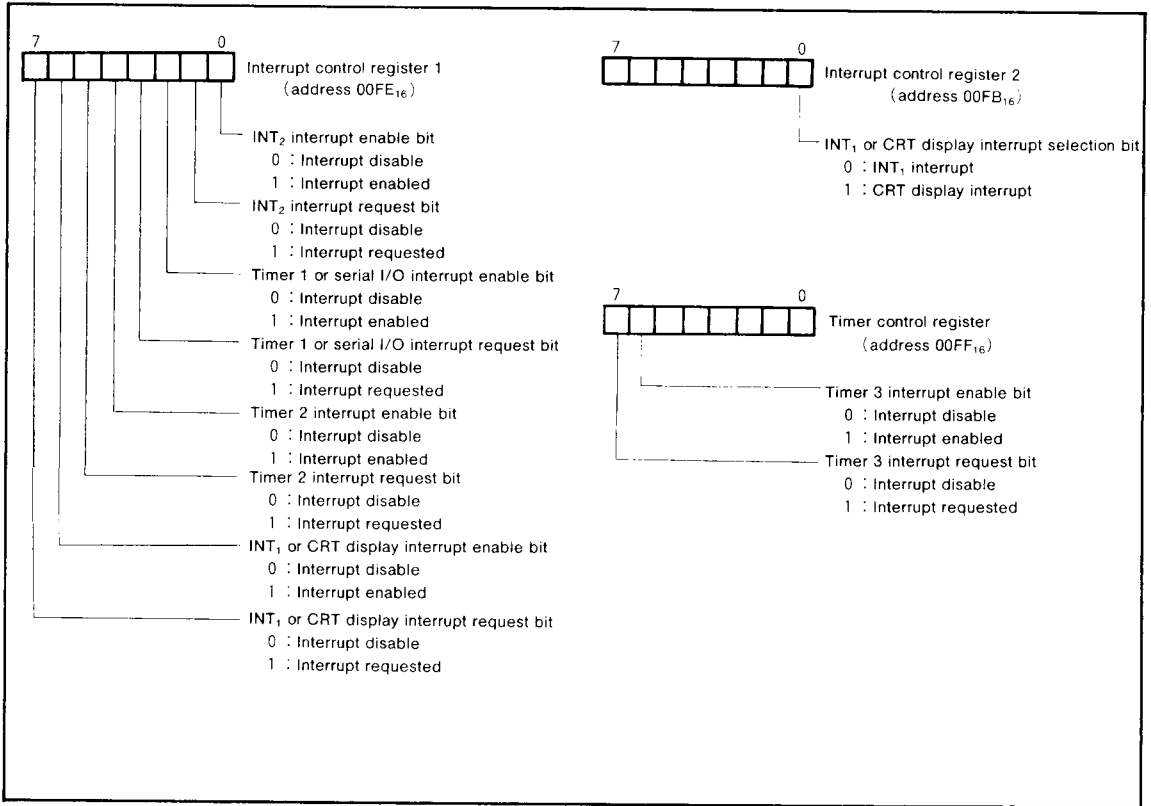 7 0
Interrupt control register 1
(address 00FE₁₆)
INT₂ interrupt enable bit
0 : Interrupt disable
1 : Interrupt enabled
INT₂ interrupt request bit
0 : Interrupt disable
1 : Interrupt requested
Timer 1 or serial I/O interrupt enable bit
0 : Interrupt disable
1 : Interrupt enabled
Timer 1 or serial I/O interrupt request bit
0 : Interrupt disable
1 : Interrupt requested
Timer 2 interrupt enable bit
0 : Interrupt disable
1 : Interrupt enabled
Timer 2 interrupt request bit
0 : Interrupt disable
1 : Interrupt requested
INT₁ or CRT display interrupt enable bit
0 : Interrupt disable
1 : Interrupt enabled
INT₁ or CRT display interrupt request bit
0 : Interrupt disable
1 : Interrupt requested
7 0
Interrupt control register 2
(address 00FB₁₆)
INT₁ or CRT display interrupt selection bit
0 : INT₁ interrupt
1 : CRT display interrupt
7 0
Timer control register
(address 00FF₁₆)
Timer 3 interrupt enable bit
0 : Interrupt disable
1 : Interrupt enabled
Timer 3 interrupt request bit
0 : Interrupt disable
1 : Interrupt requested